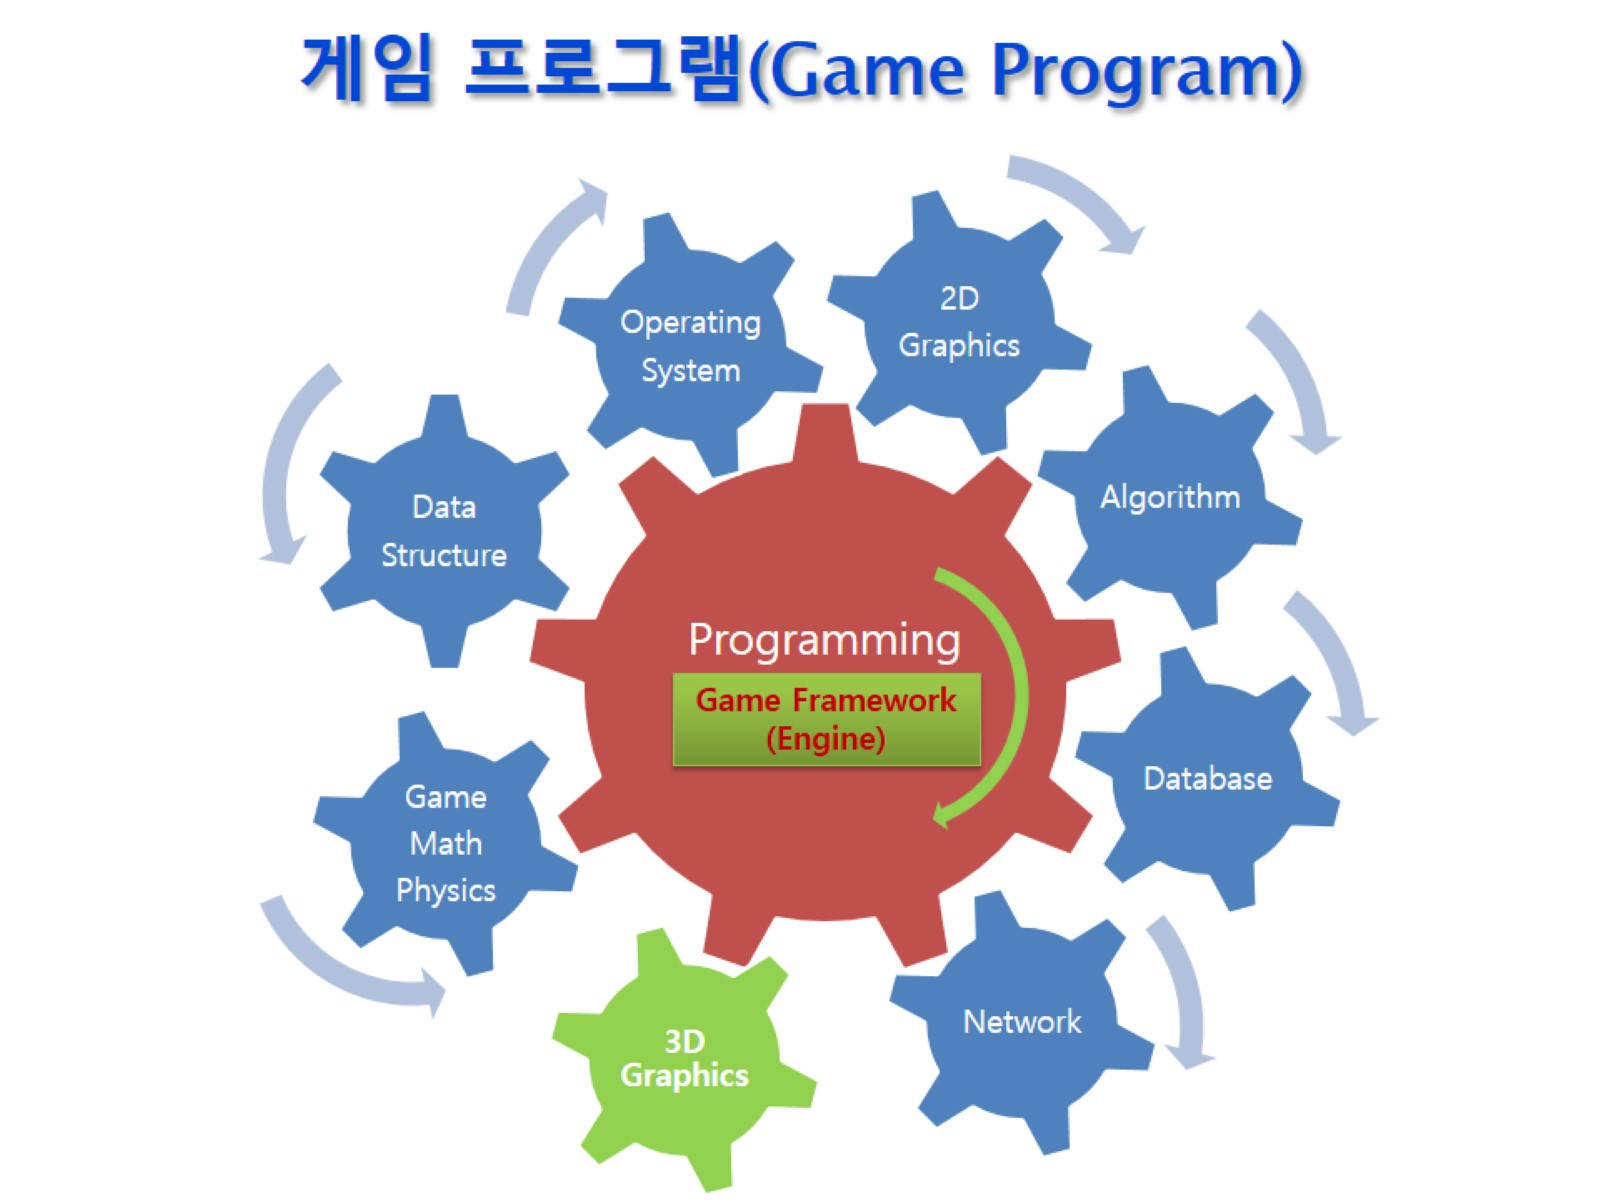 게임 프로그램(Game Program)
Operating
System
2D
Graphics
Data
Structure
Algorithm
Programming
Game Framework
(Engine)
Game
Math
Physics
Database
3D
Graphics
Network